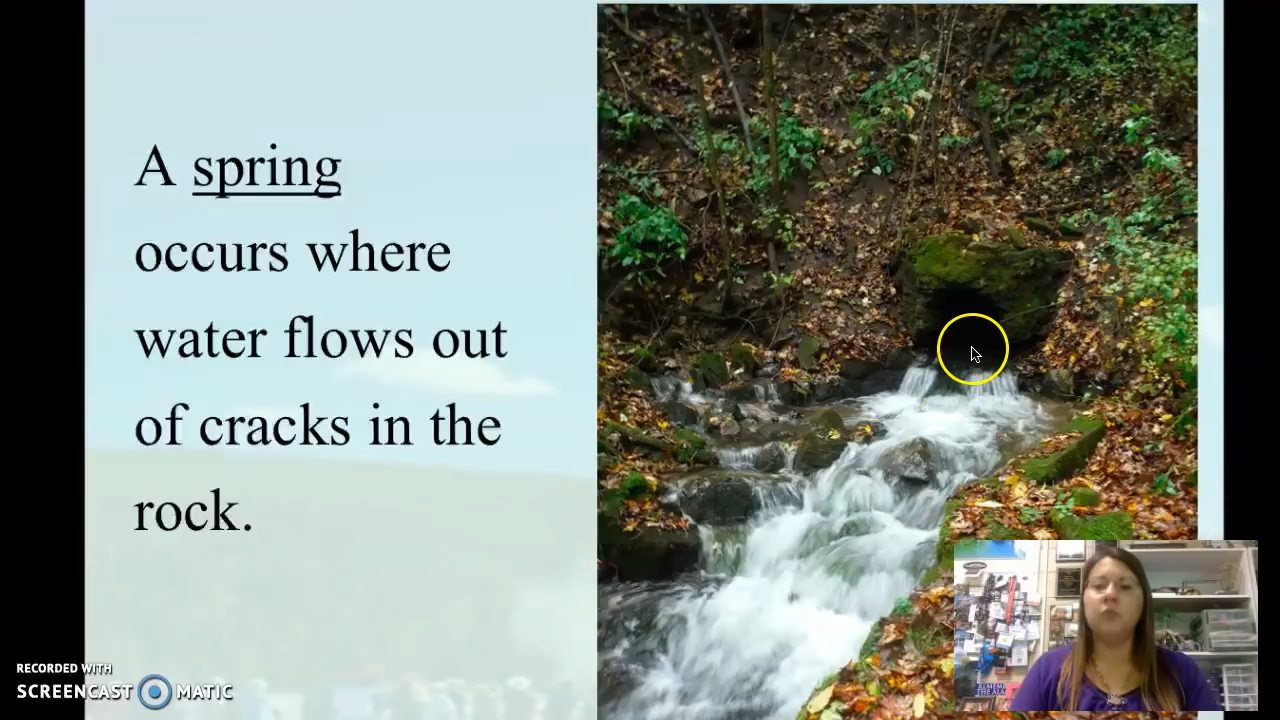 A spring
occurs where
water flows out
of cracks in the
rock.
RECORDED WITH
SCREENCAST MATIC